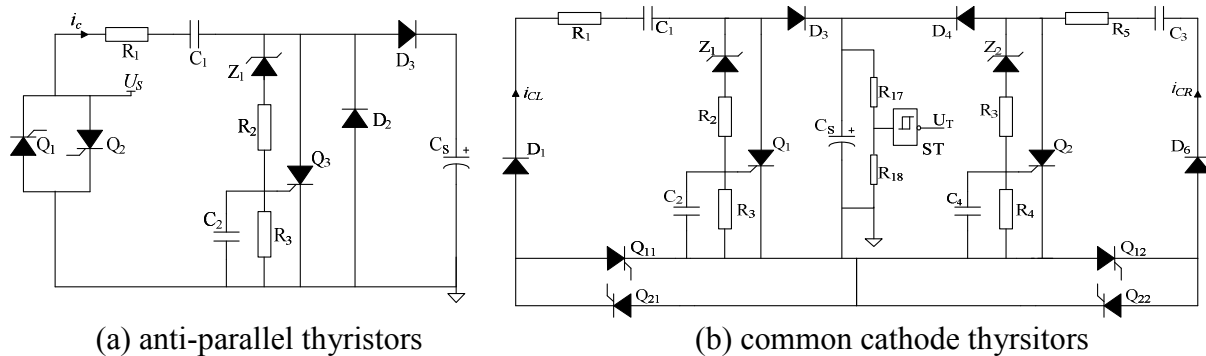 i_c
R_1
C_1
D_3
Z_1
U_S
R_2
D_2
Q_1
Q_2
Q_3
C_S
+
C_2
R_3
(a) anti-parallel thyristors
R_1
C_1
D_3
D_4
R_5
C_3
Z_1
Z_2
i_CL
R_17
i_CR
R_2
C_S
+
U_T
R_3
ST
D_1
Q_1
R_18
Q_2
D_6
C_2
R_3
C_4
R_4
Q_11
Q_12
Q_21
Q_22
(b) common cathode thyrsitors